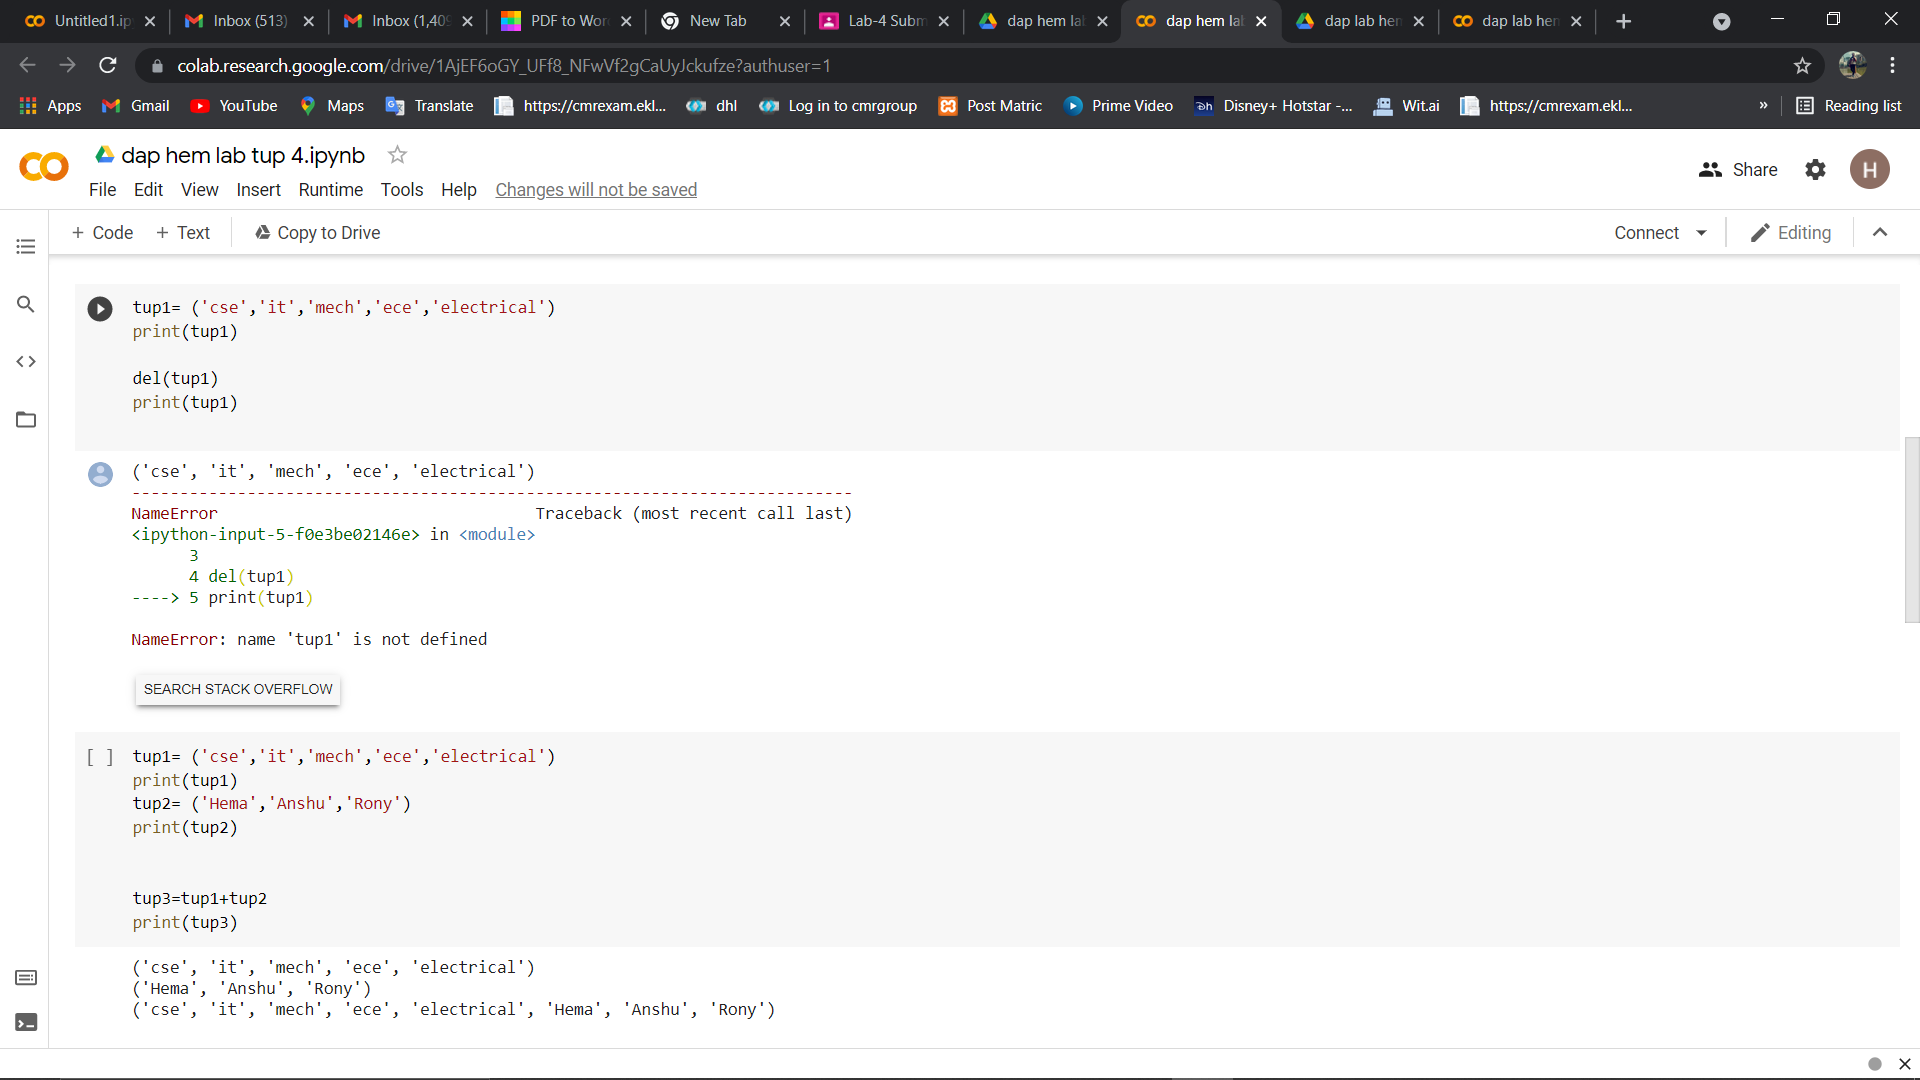 Untitled1.ip
Inbox (513)
Inbox (1,409
PDF to Wor
New Tab
Lab-4 Subm
dap hem la
dap hem la
dap lab hen
dap lab hen
colab.research.google.com/drive/1AjEF6oGY_UFf8_NFwVf2gCaUyJckufze?authuser=1
Apps Gmail YouTube Maps Translate https://cmrexam.ekl... dhl Log in to cmrgroup Post Matric Prime Video Disney+ Hotstar -... Wit.ai https://cmrexam.ekl... » Reading list
dap hem lab tup 4.ipynb
Share
H
File Edit View Insert Runtime Tools Help Changes will not be saved
+ Code + Text Copy to Drive Connect Editing
tup1= ('cse','it','mech','ece','electrical')
print(tup1)
del(tup1)
print(tup1)
('cse', 'it', 'mech', 'ece', 'electrical')
---------------------------------------------------------------------------
NameError Traceback (most recent call last)
<ipython-input-5-f0e3be02146e> in <module>
3
4 del(tup1)
----> 5 print(tup1)
NameError: name 'tup1' is not defined
SEARCH STACK OVERFLOW
[ ] tup1= ('cse','it','mech','ece','electrical')
print(tup1)
tup2= ('Hema','Anshu','Rony')
print(tup2)
tup3=tup1+tup2
print(tup3)
('cse', 'it', 'mech', 'ece', 'electrical')
('Hema', 'Anshu', 'Rony')
('cse', 'it', 'mech', 'ece', 'electrical', 'Hema', 'Anshu', 'Rony')